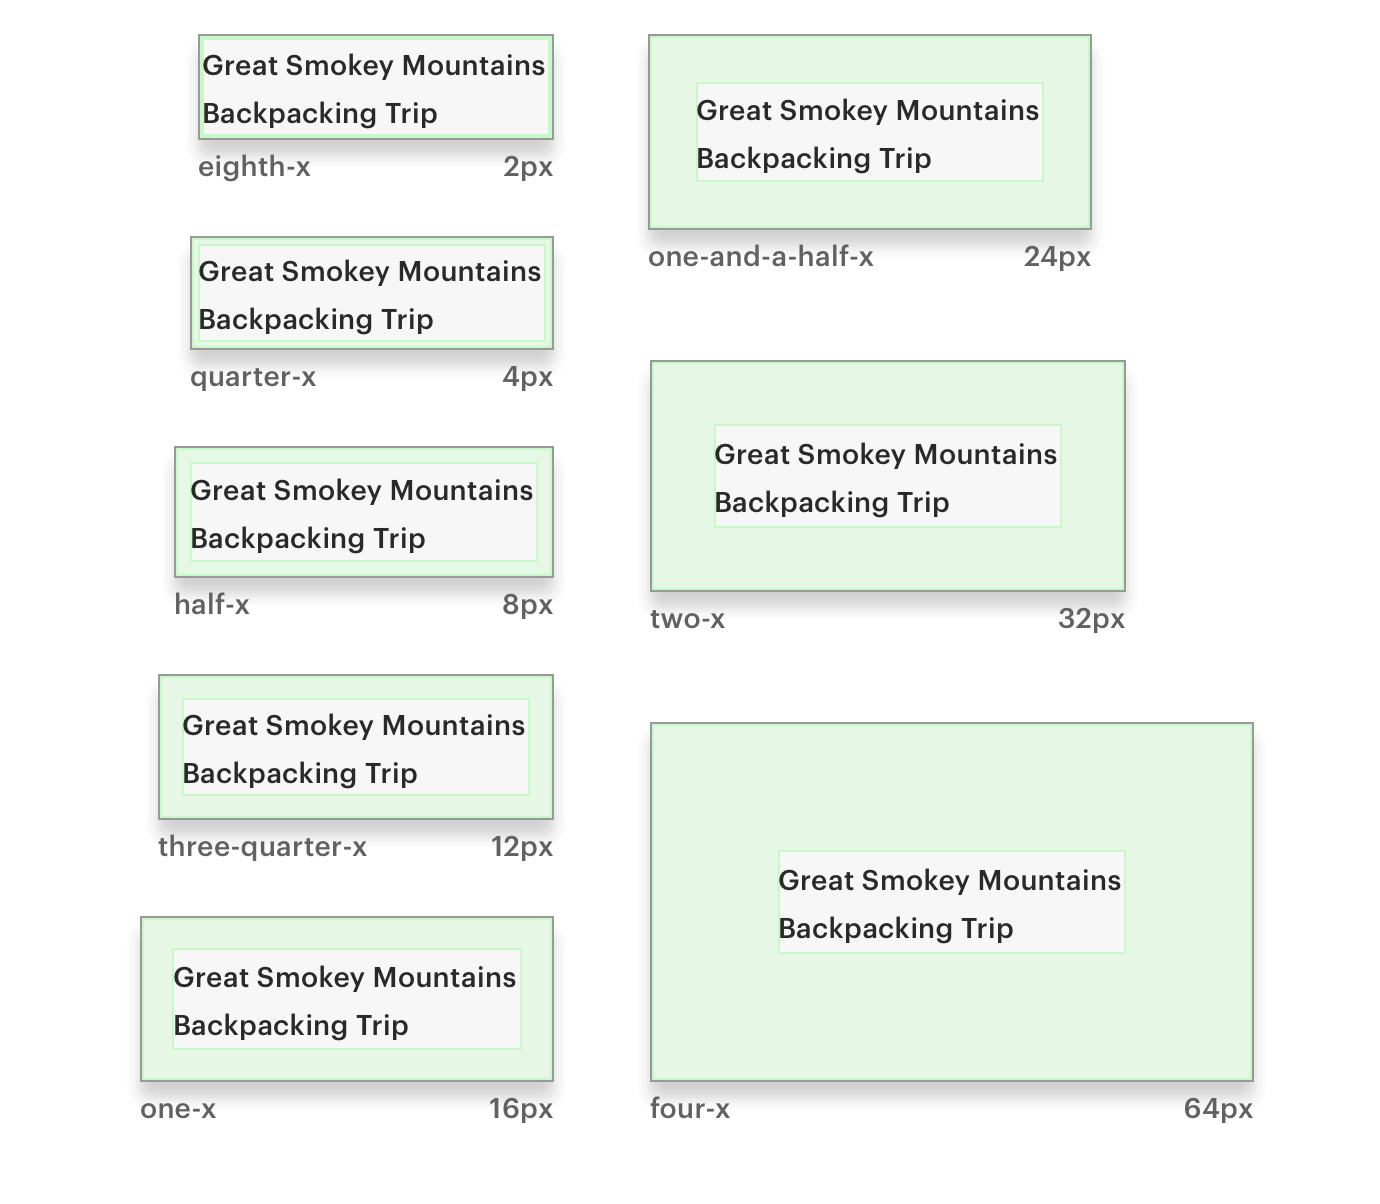 Great Smokey Mountains
Backpacking Trip
eighth-x 2px
Great Smokey Mountains
Backpacking Trip
quarter-x 4px
Great Smokey Mountains
Backpacking Trip
half-x 8px
Great Smokey Mountains
Backpacking Trip
three-quarter-x 12px
Great Smokey Mountains
Backpacking Trip
one-x 16px
Great Smokey Mountains
Backpacking Trip
one-and-a-half-x 24px
Great Smokey Mountains
Backpacking Trip
two-x 32px
Great Smokey Mountains
Backpacking Trip
four-x 64px